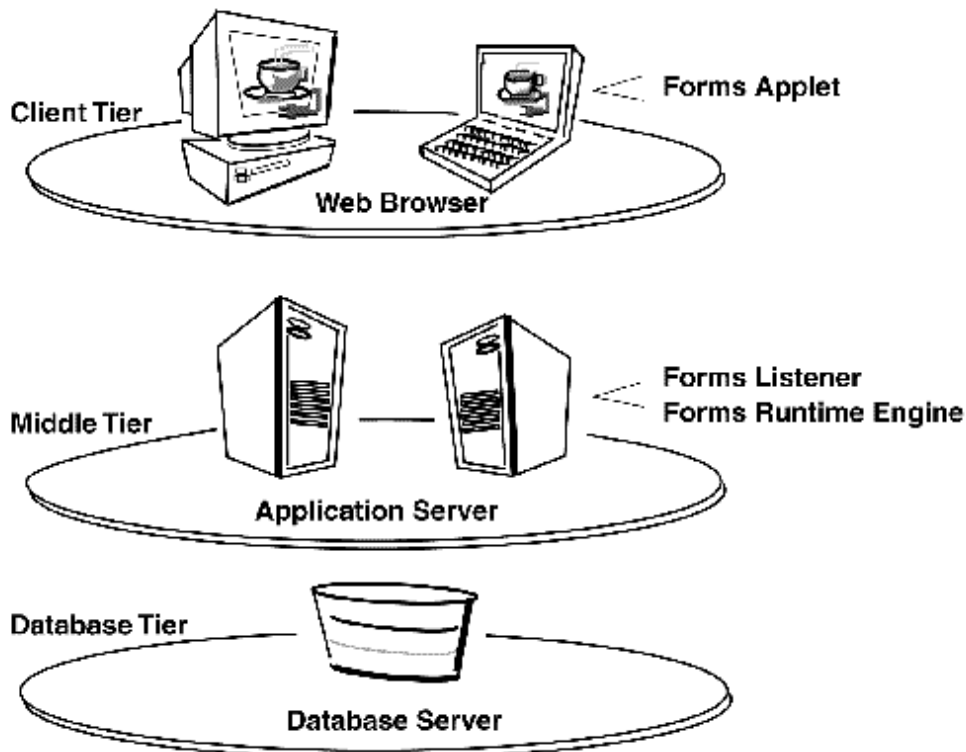 Forms Applet
Client Tier
Web Browser
Forms Listener
Forms Runtime Engine
Middle Tier
Application Server
Database Tier
Database Server